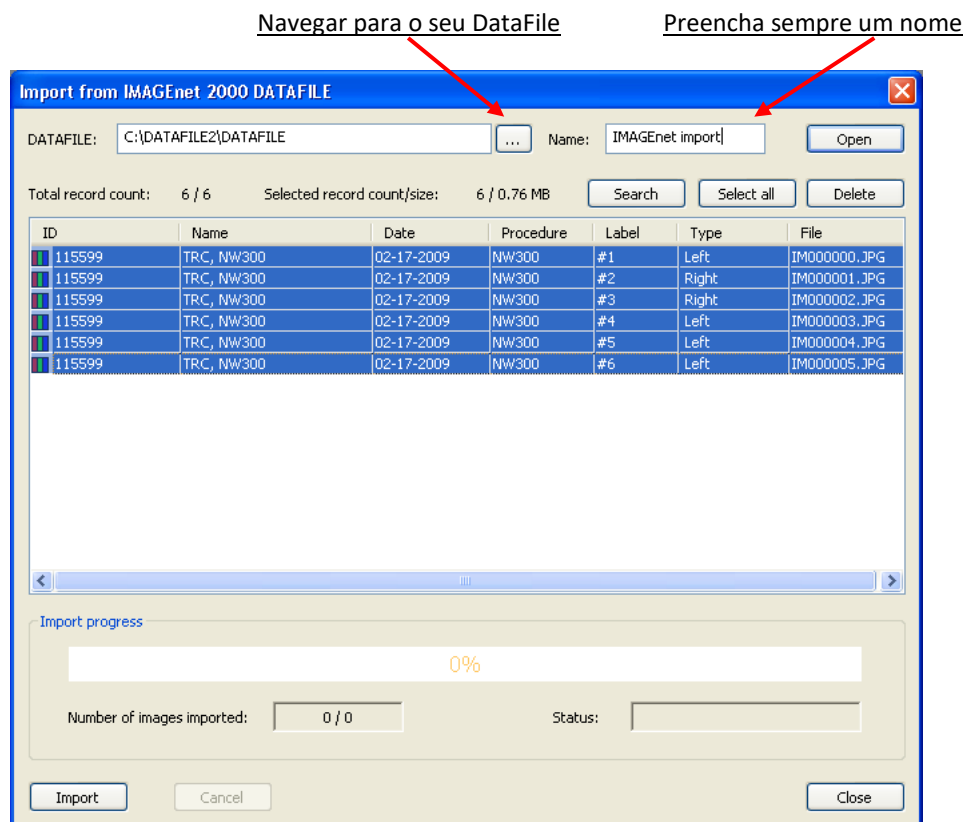 Navegar para o seu DataFile Preencha sempre um nome
Import from IMAGEnet 2000 DATAFILE
DATAFILE: C:\DATAFILE2\DATAFILE ... Name: IMAGEnet import Open
Total record count: 6 / 6 Selected record count/size: 6 / 0.76 MB Search Select all Delete
ID Name Date Procedure Label Type File
115599 TRC, NW300 02-17-2009 NW300 #1 Left IM000000.JPG
115599 TRC, NW300 02-17-2009 NW300 #2 Right IM000001.JPG
115599 TRC, NW300 02-17-2009 NW300 #3 Right IM000002.JPG
115599 TRC, NW300 02-17-2009 NW300 #4 Left IM000003.JPG
115599 TRC, NW300 02-17-2009 NW300 #5 Left IM000004.JPG
115599 TRC, NW300 02-17-2009 NW300 #6 Left IM000005.JPG
Import progress
0%
Number of images imported: 0 / 0 Status:
Import Cancel Close